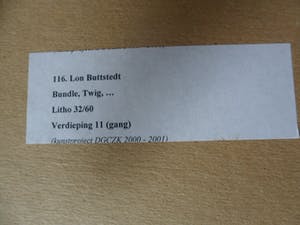 116. Lon Buttstedt
Bundle, Twig, …
Litho 32/60
Verdieping 11 (gang)
(kunstproject DGCZK 2000 - 2001)